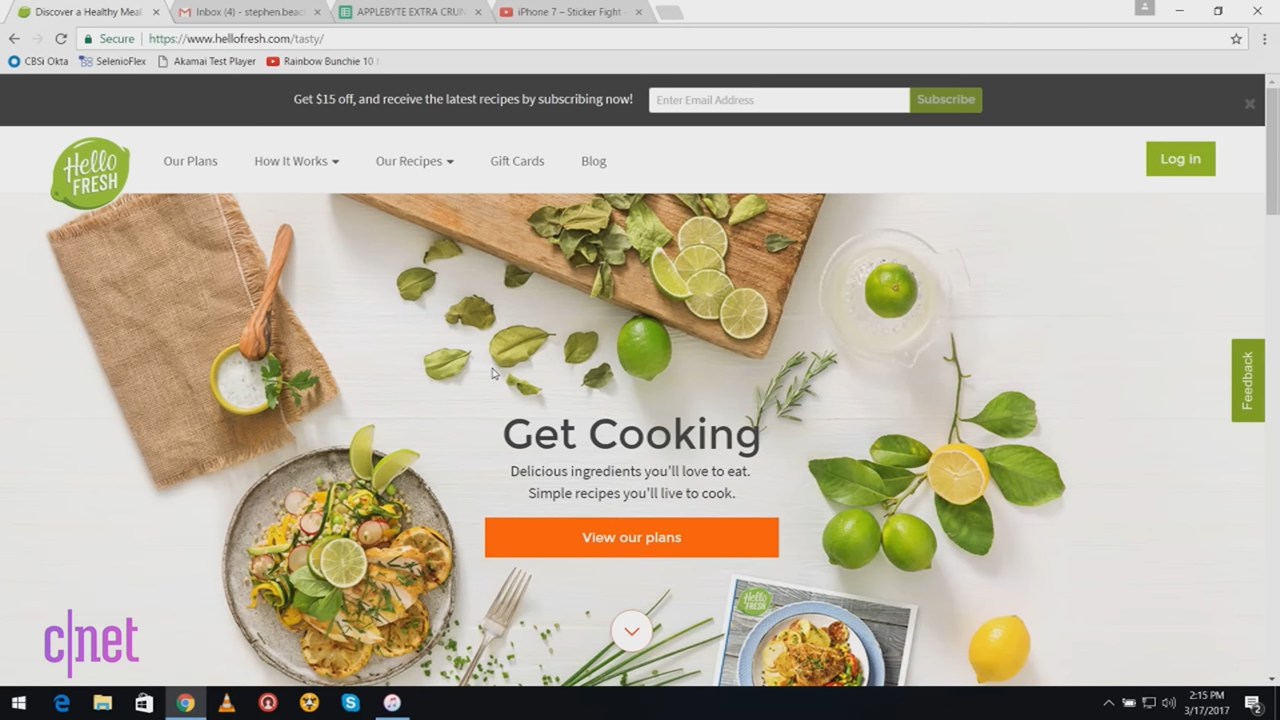 Discover a Healthy Meal
Inbox (4) - stephen.beac
APPLEBYTE EXTRA CRUN
iPhone 7 – Sticker Fight -
Secure
https://www.hellofresh.com/tasty/
CBSi Okta
SelenioFlex
Akamai Test Player
Rainbow Bunchie 10
Get $15 off, and receive the latest recipes by subscribing now!
Enter Email Address
Subscribe
Hello
FRESH
Our Plans
How It Works
Our Recipes
Gift Cards
Blog
Log in
Feedback
Get Cooking
Delicious ingredients you'll love to eat.
Simple recipes you'll live to cook.
View our plans
Hello
FRESH
c|net
2:15 PM
3/17/2017
2